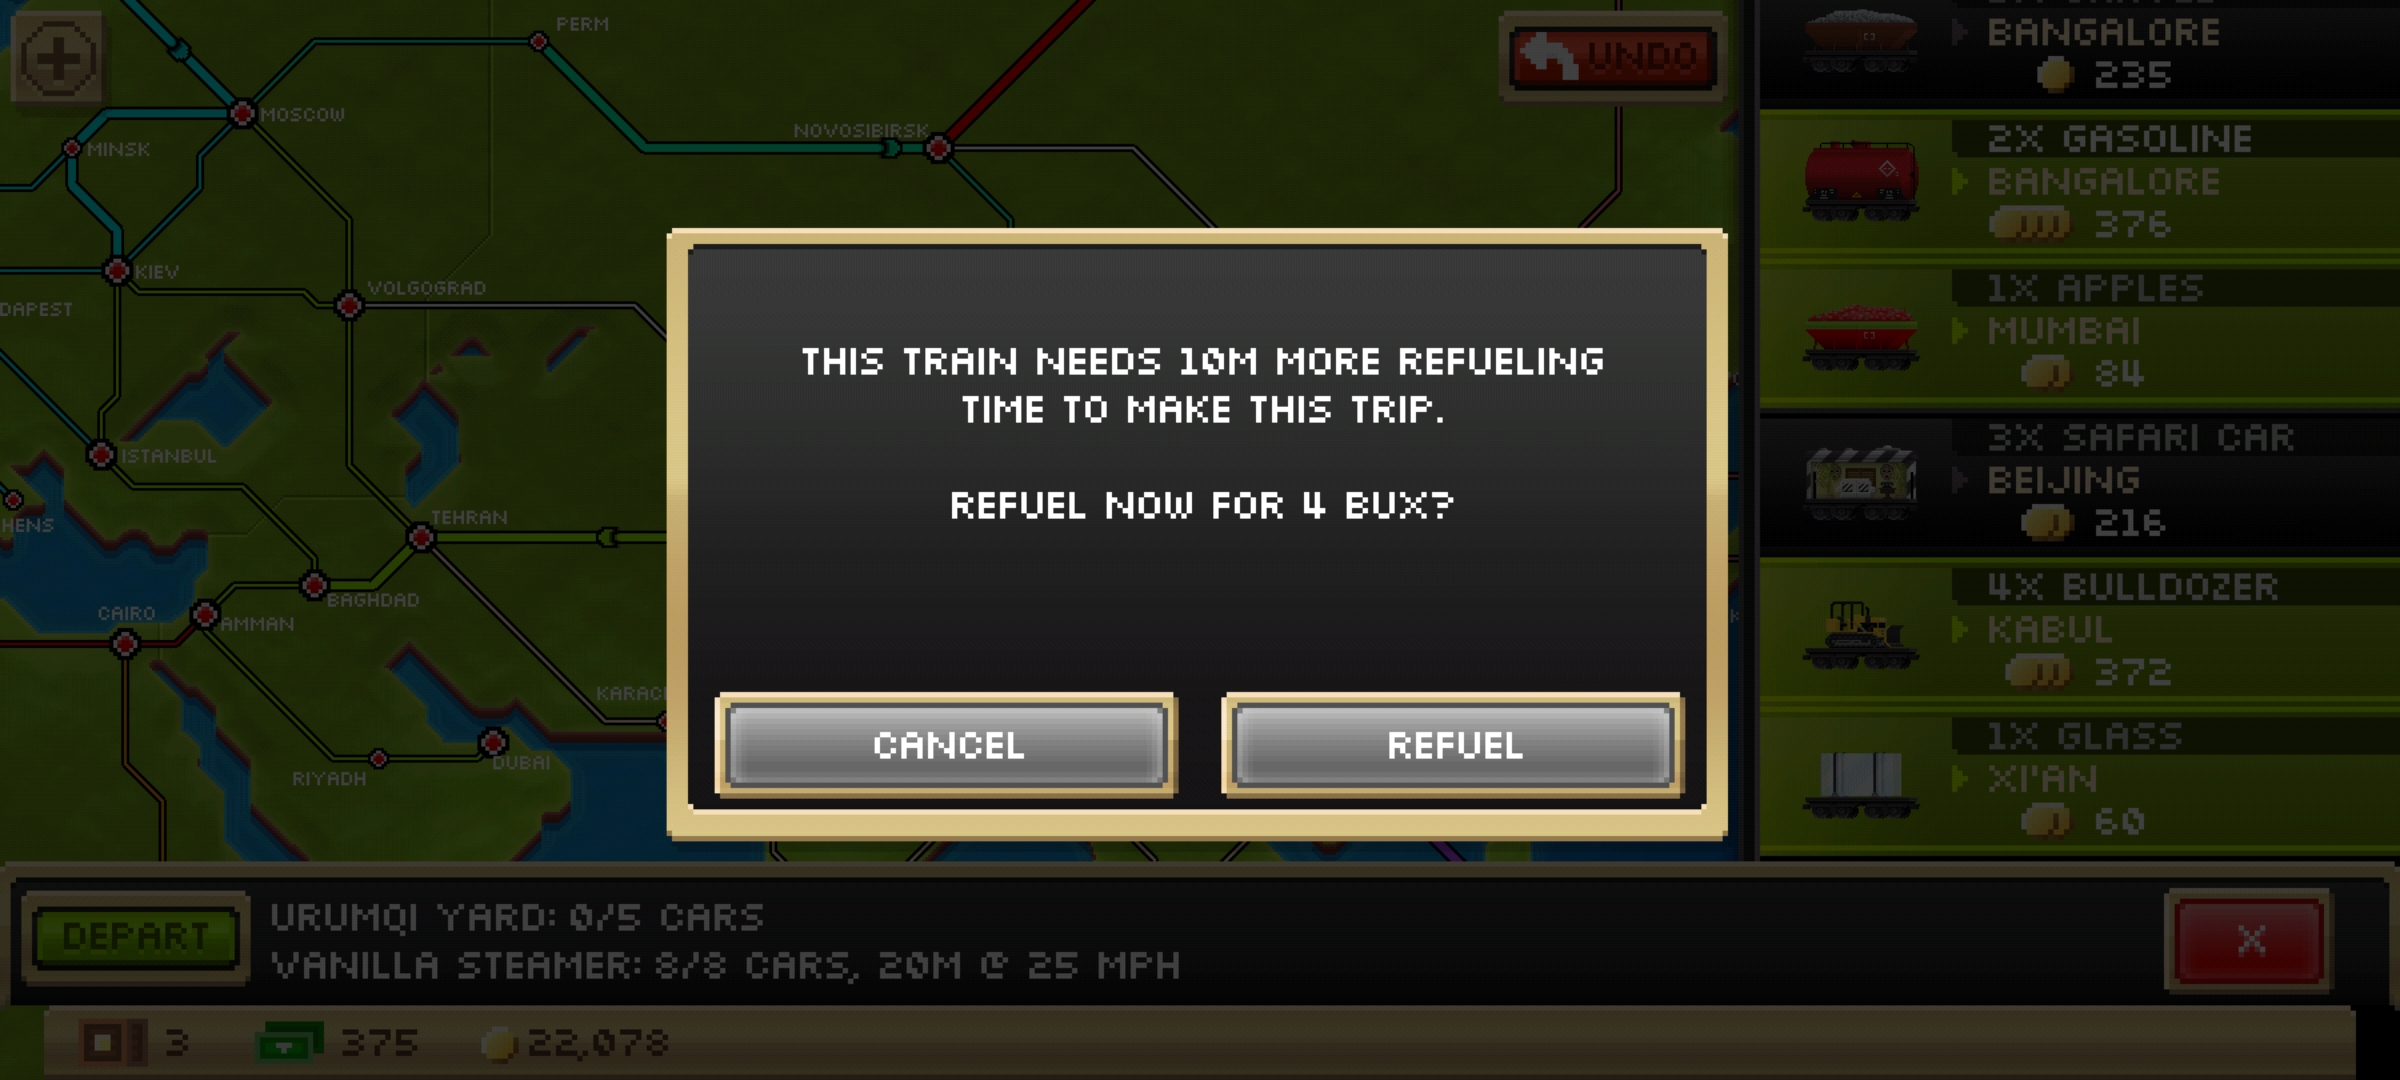 PERM
UNDO
MOSCOW
MINSK
NOVOSIBIRSK
KIEV
VOLGOGRAD
DAPEST
ISTANBUL
HENS
TEHRAN
BAGHDAD
CAIRO
AMMAN
KARAC
RIYADH
DUBAI
THIS TRAIN NEEDS 10M MORE REFUELING
TIME TO MAKE THIS TRIP.
REFUEL NOW FOR 4 BUX?
CANCEL
REFUEL
BANGALORE
235
2X GASOLINE
BANGALORE
376
1X APPLES
MUMBAI
84
3X SAFARI CAR
BEIJING
216
4X BULLDOZER
KABUL
372
1X GLASS
XI'AN
60
DEPART
URUMQI YARD: 0/5 CARS
VANILLA STEAMER: 8/8 CARS, 20M @ 25 MPH
X
3
375
22,078